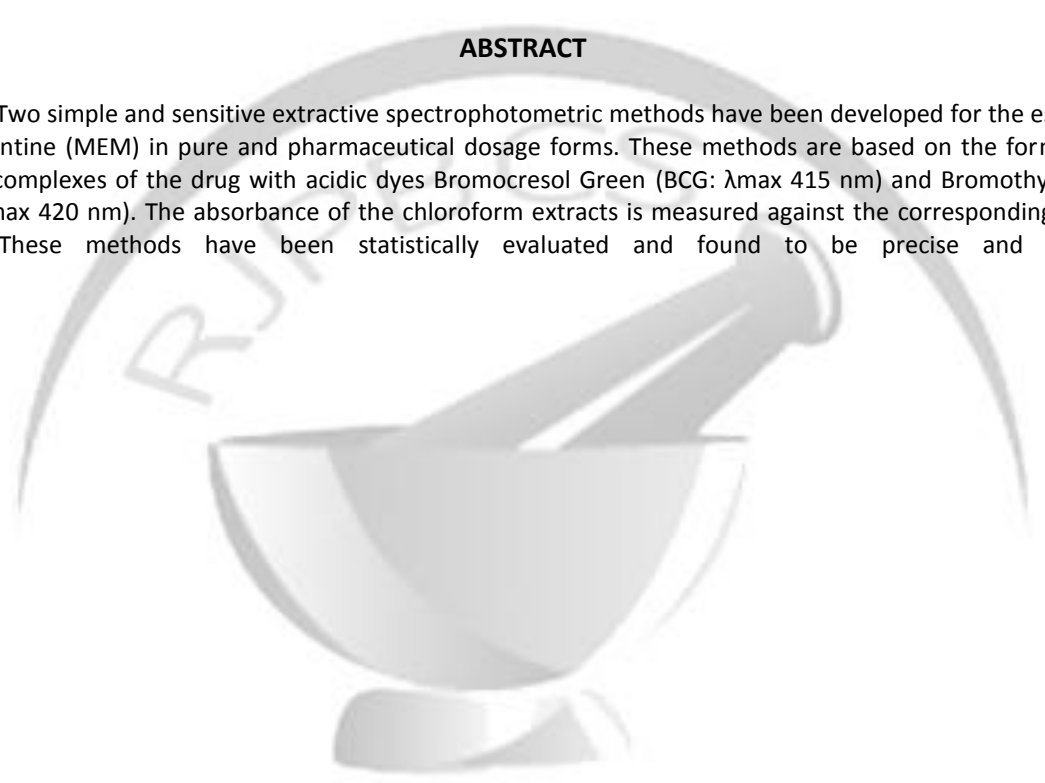 ABSTRACT
Two simple and sensitive extractive spectrophotometric methods have been developed for the es
ntine (MEM) in pure and pharmaceutical dosage forms. These methods are based on the form
complexes of the drug with acidic dyes Bromocresol Green (BCG: λmax 415 nm) and Bromothy
nax 420 nm). The absorbance of the chloroform extracts is measured against the corresponding
These methods have been statistically evaluated and found to be precise and
RJPBCS